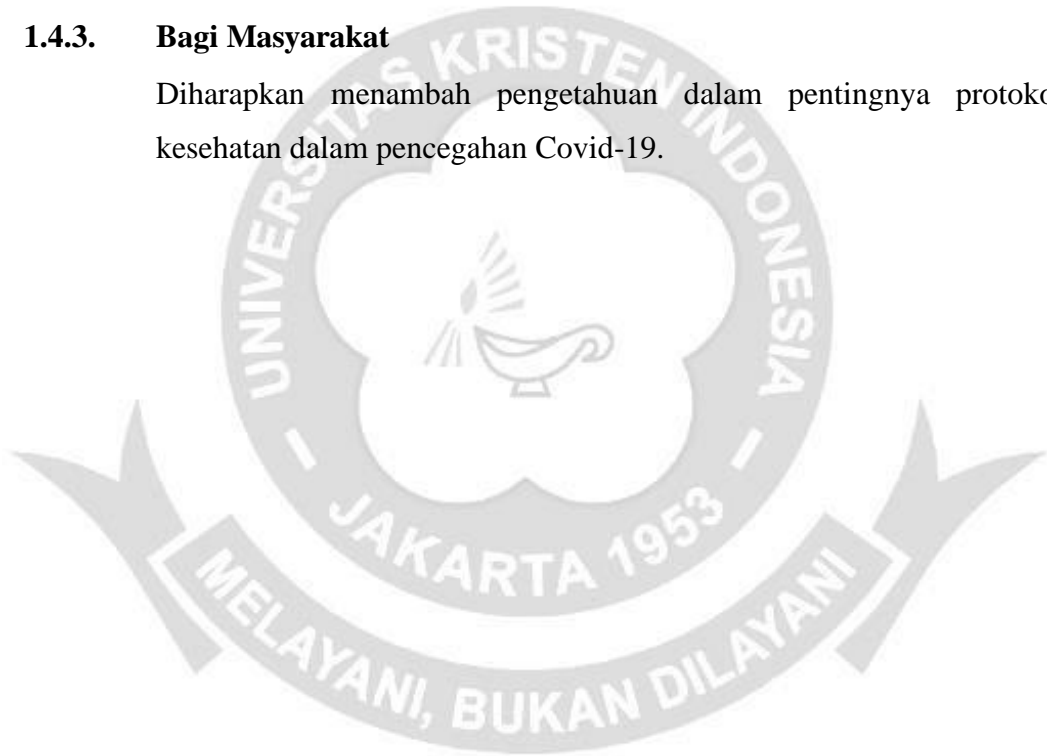 1.4.3. Bagi Masyarakat
Diharapkan menambah pengetahuan dalam pentingnya protoko
kesehatan dalam pencegahan Covid-19.
UNIVERSITAS KRISTEN INDONESIA
- JAKARTA 1953 -
MELAYANI, BUKAN DILAYANI